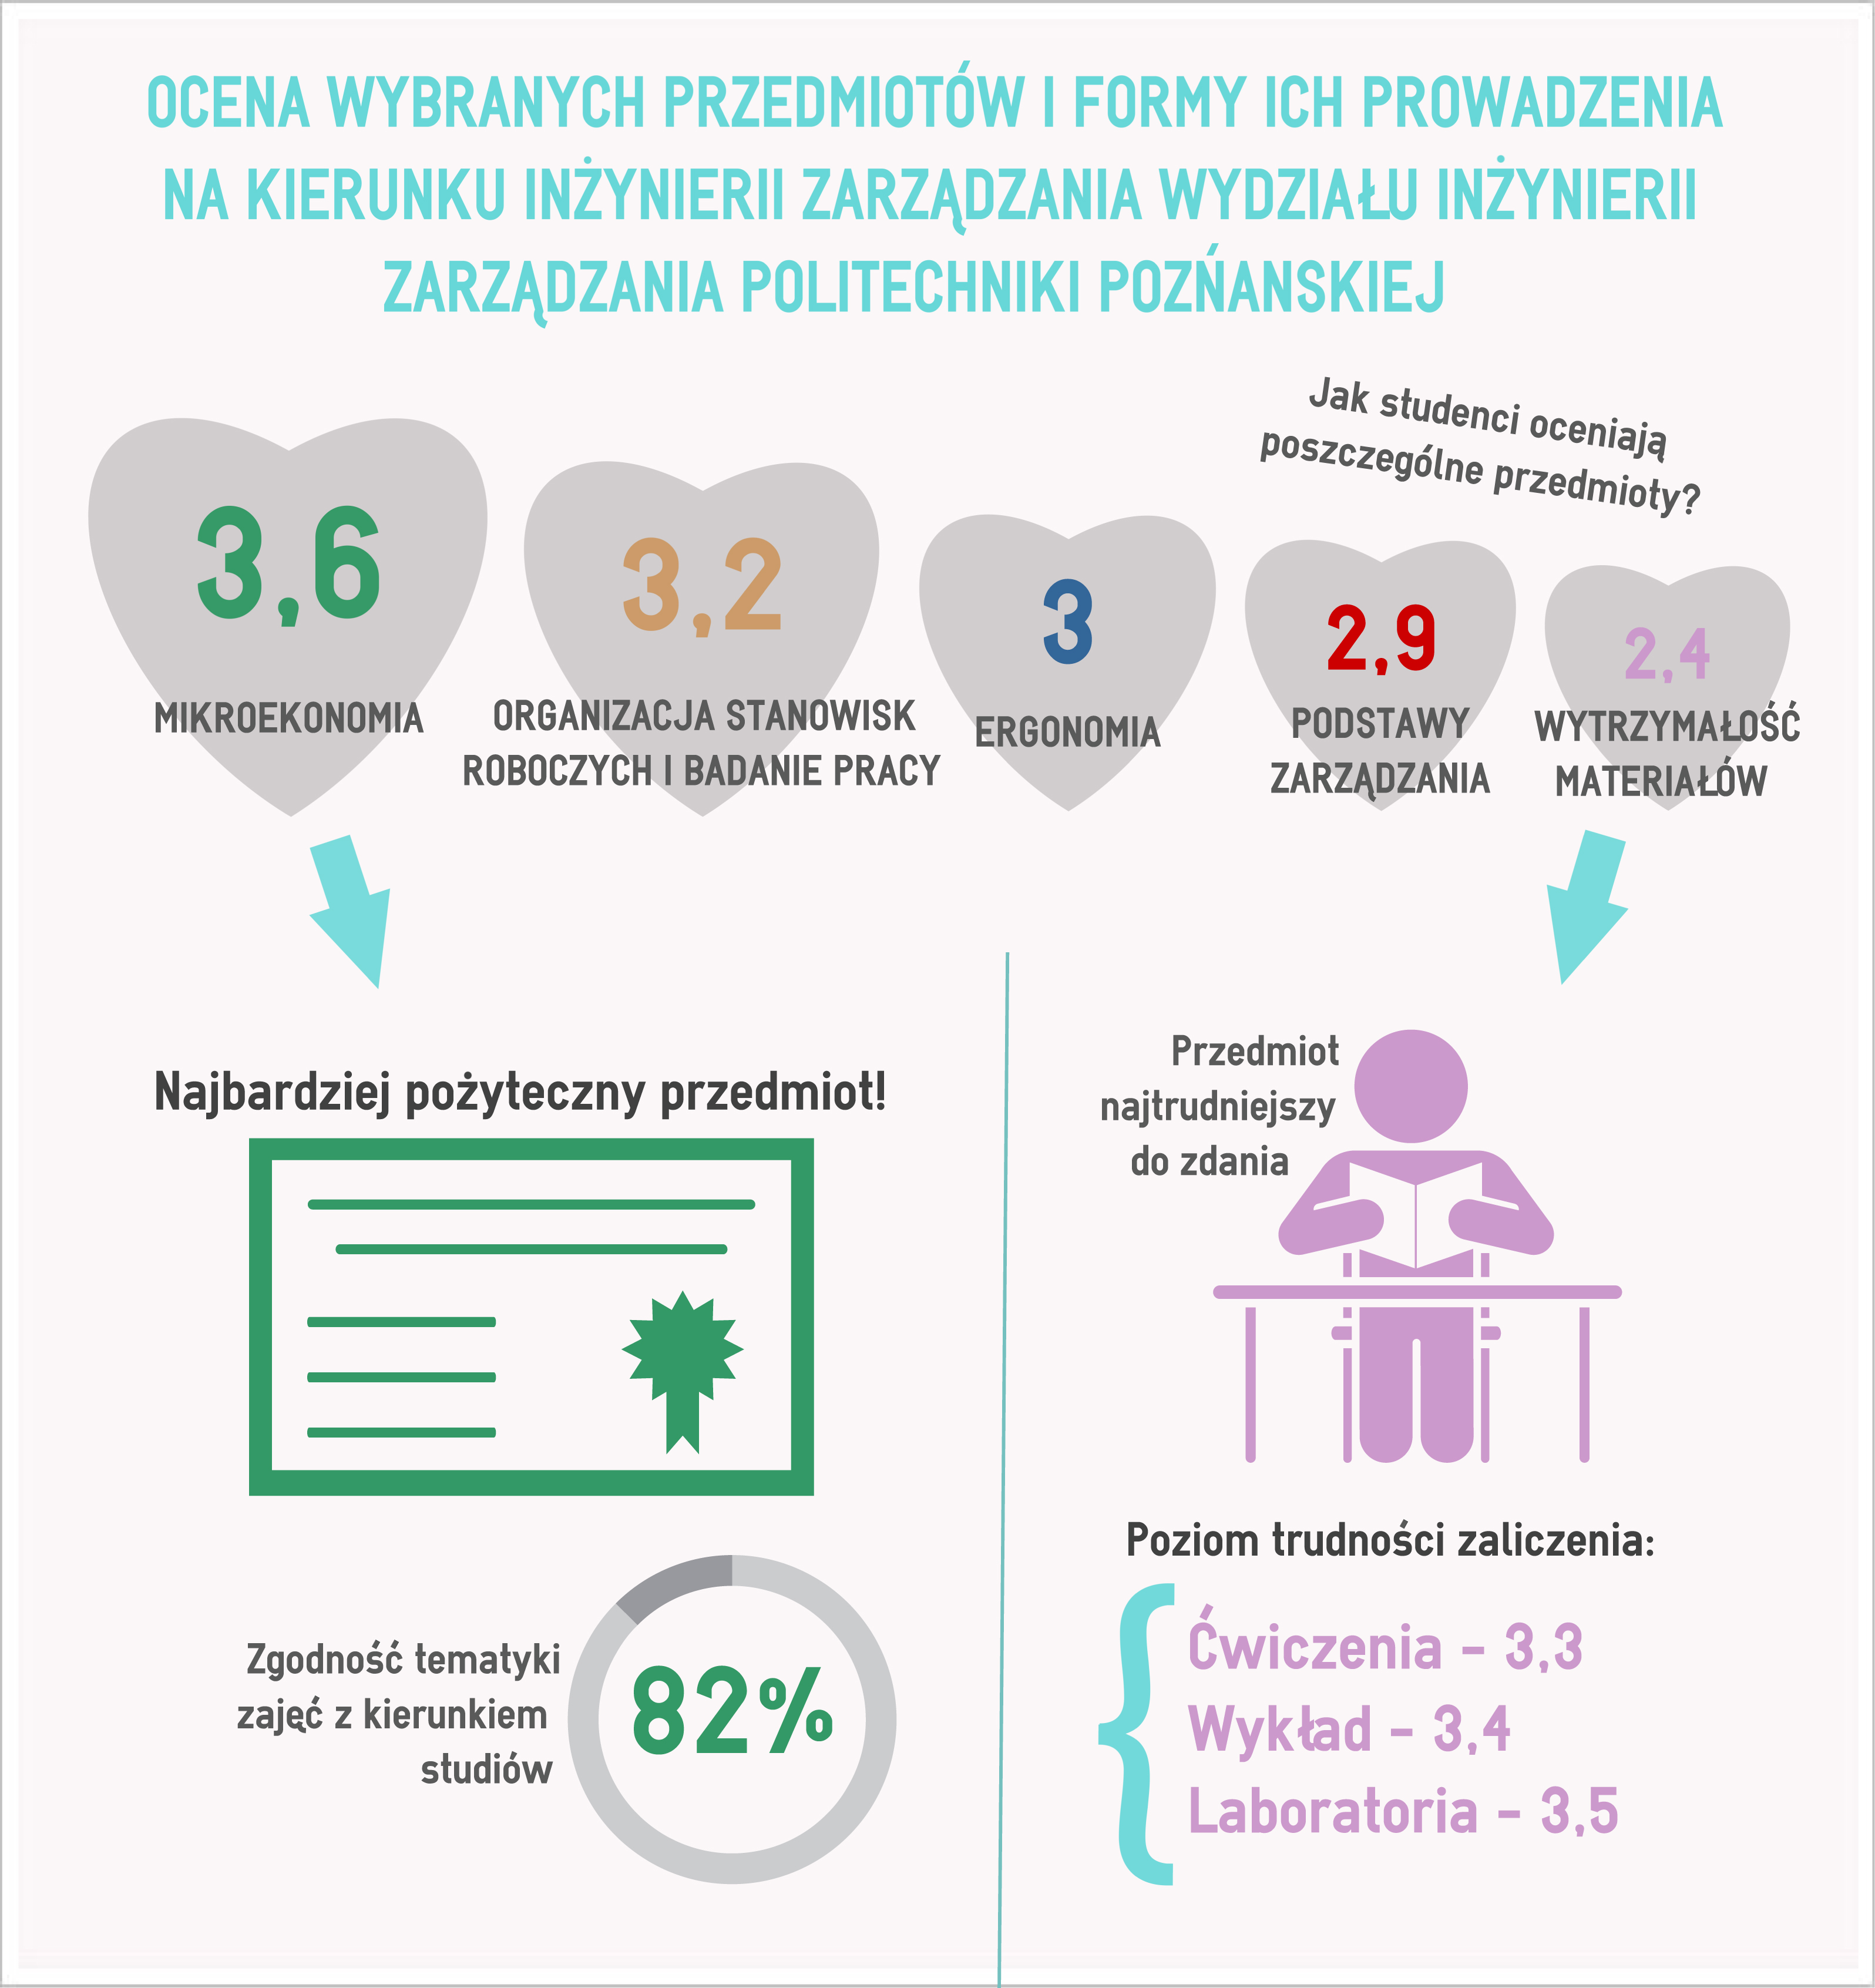 OCENA WYBRANYCH PRZEDMIOTÓW I FORMY ICH PROWADZENIA
NA KIERUNKU INŻYNIERII ZARZĄDZANIA WYDZIAŁU INŻYNIERII
ZARZĄDZANIA POLITECHNIKI POZŃANSKIEJ
Jak studenci oceniają
poszczególne przedmioty?
3,6
MIKROEKONOMIA
3,2
ORGANIZACJA STANOWISK
ROBOCZYCH I BADANIE PRACY
3
ERGONOMIA
2,9
PODSTAWY
ZARZĄDZANIA
2,4
WYTRZYMAŁOŚĆ
MATERIAŁÓW
Najbardziej pożyteczny przedmiot!
Zgodność tematyki
zajęć z kierunkiem
studiów
82%
Przedmiot
najtrudniejszy
do zdania
Poziom trudności zaliczenia:
Ćwiczenia - 3,3
Wykład - 3,4
Laboratoria - 3,5